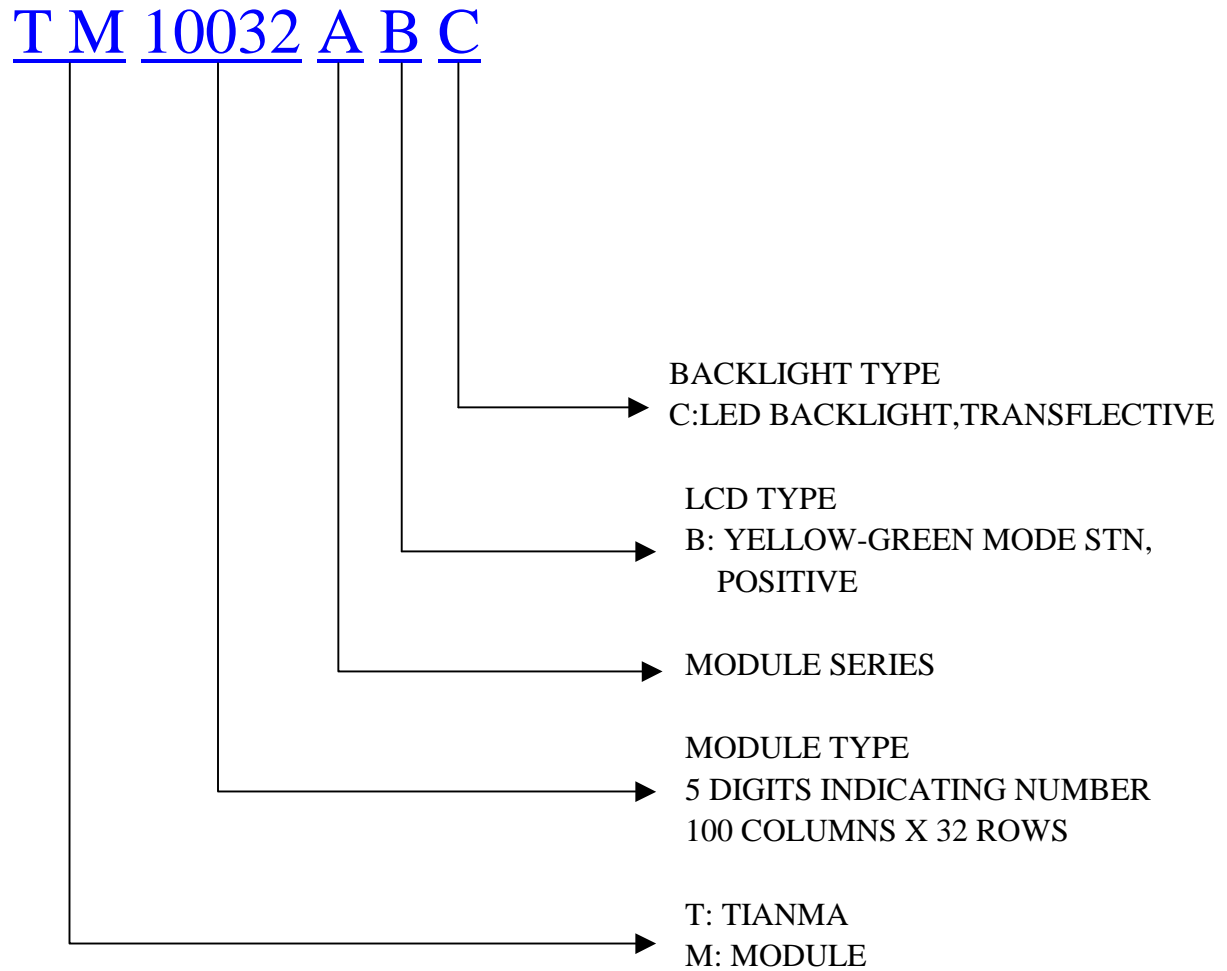 T M 10032 A B C
BACKLIGHT TYPE
C:LED BACKLIGHT,TRANSFLECTIVE
LCD TYPE
B: YELLOW-GREEN MODE STN,
POSITIVE
MODULE SERIES
MODULE TYPE
5 DIGITS INDICATING NUMBER
100 COLUMNS X 32 ROWS
T: TIANMA
M: MODULE